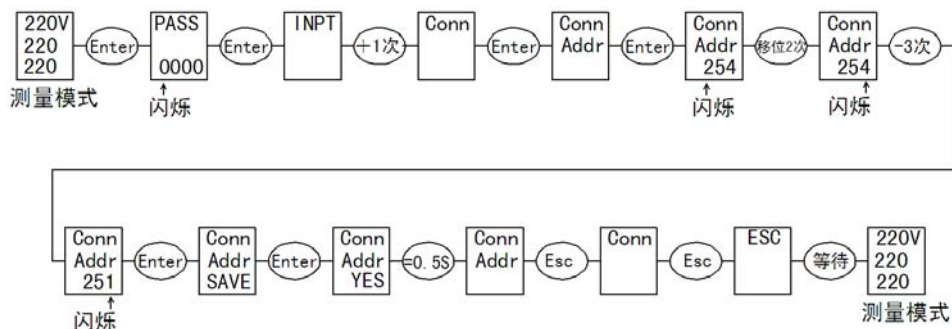 220V
220
220
测量模式
Enter
PASS
0000
闪烁
Enter
INPT
+1次
Conn
Enter
Conn
Addr
Enter
Conn
Addr
254
闪烁
移位2次
Conn
Addr
254
闪烁
-3次
Conn
Addr
251
闪烁
Enter
Conn
Addr
SAVE
Enter
Conn
Addr
YES
=0.5S
Conn
Addr
Esc
Conn
Esc
ESC
等待
220V
220
220
测量模式